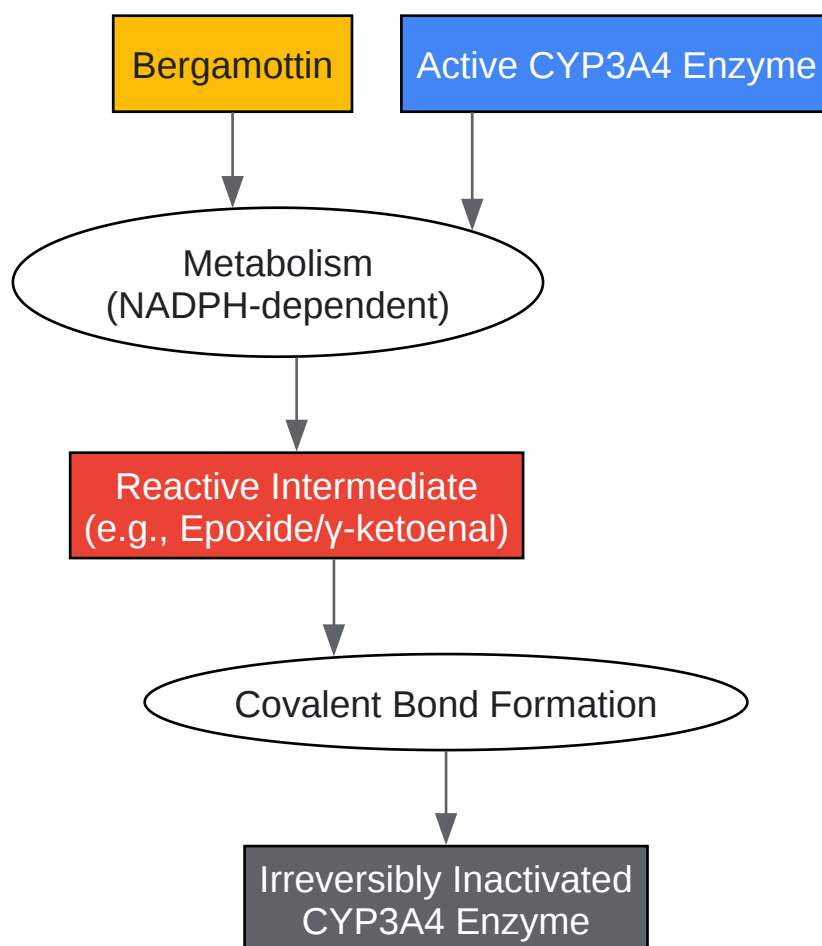 Bergamottin
Active CYP3A4 Enzyme
Metabolism
(NADPH-dependent)
Reactive Intermediate
(e.g., Epoxide/γ-ketoenal)
Covalent Bond Formation
Irreversibly Inactivated
CYP3A4 Enzyme